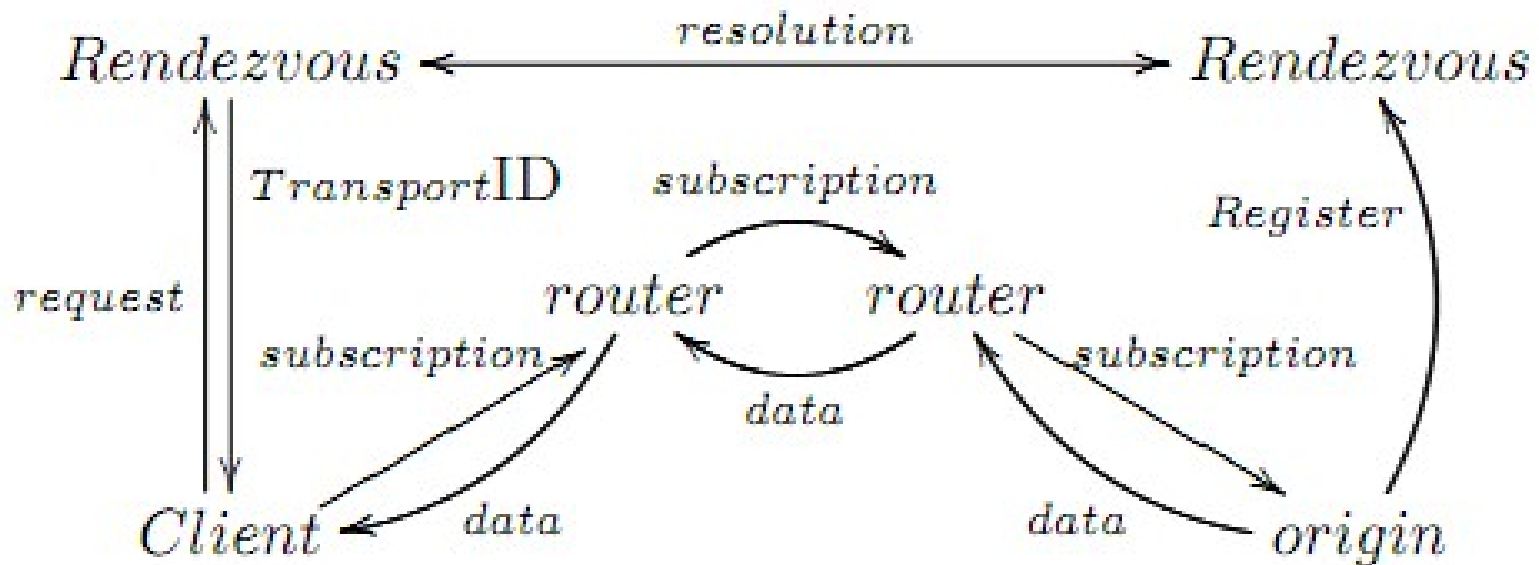 resolution
Rendezvous Rendezvous
TransportID subscription
Register
request router router
subscription subscription
data
Client data data origin